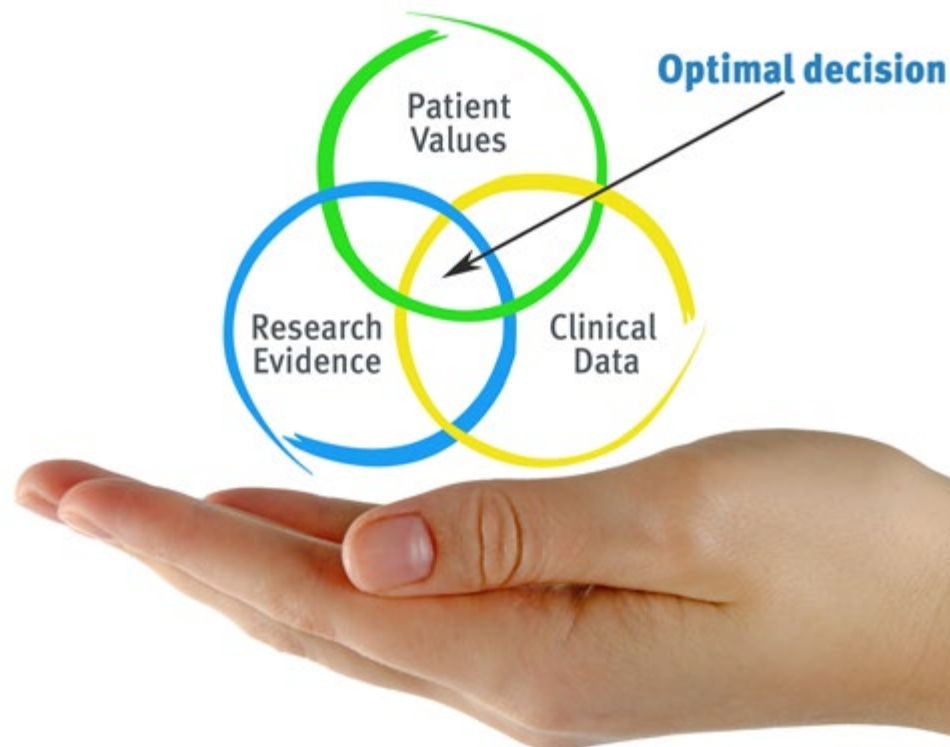 Optimal decision
Patient
Values
Research
Evidence
Clinical
Data